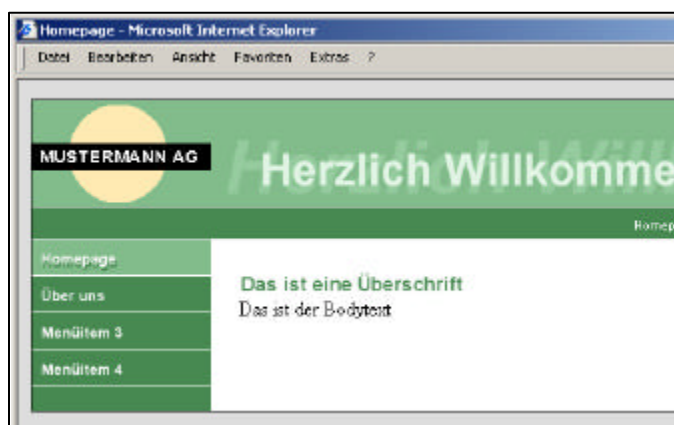 Homepage - Microsoft Internet Explorer
Datei Bearbeiten Ansicht Favoriten Extras ?
MUSTERMANN AG
Herzlich Willkomme
Homep
Homepage
Über uns
Menüitem 3
Menüitem 4
Das ist eine Überschrift
Das ist der Bodytext